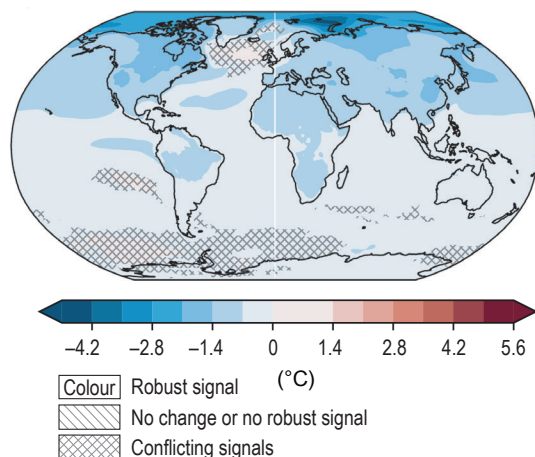 −4.2 −2.8 −1.4 0 1.4 2.8 4.2 5.6
(°C)
Colour Robust signal
No change or no robust signal
Conflicting signals